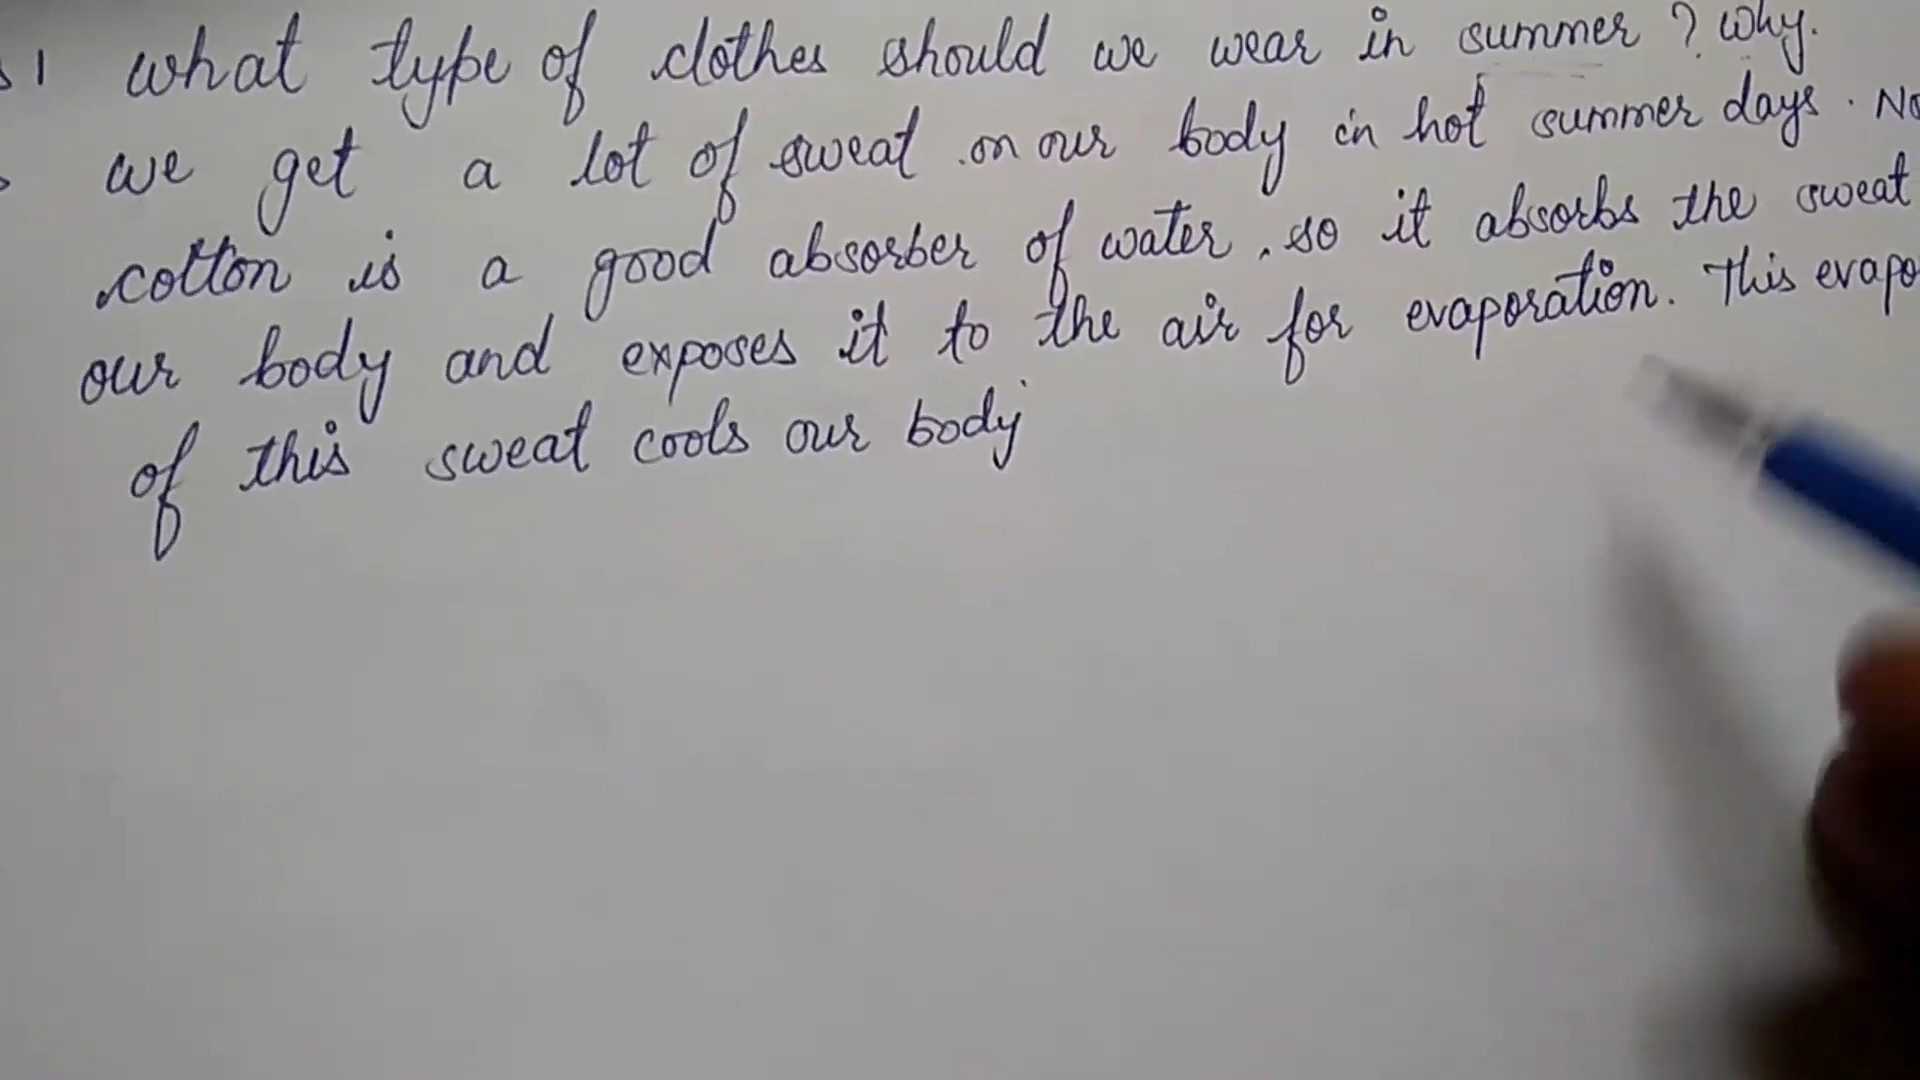 1 what type of clothes should we wear in summer ? why.
we get a lot of sweat on our body in hot summer days. No
cotton is a good absorber of water, so it absorbs the sweat
our body and exposes it to the air for evaporation. This evapo
of this sweat cools our body